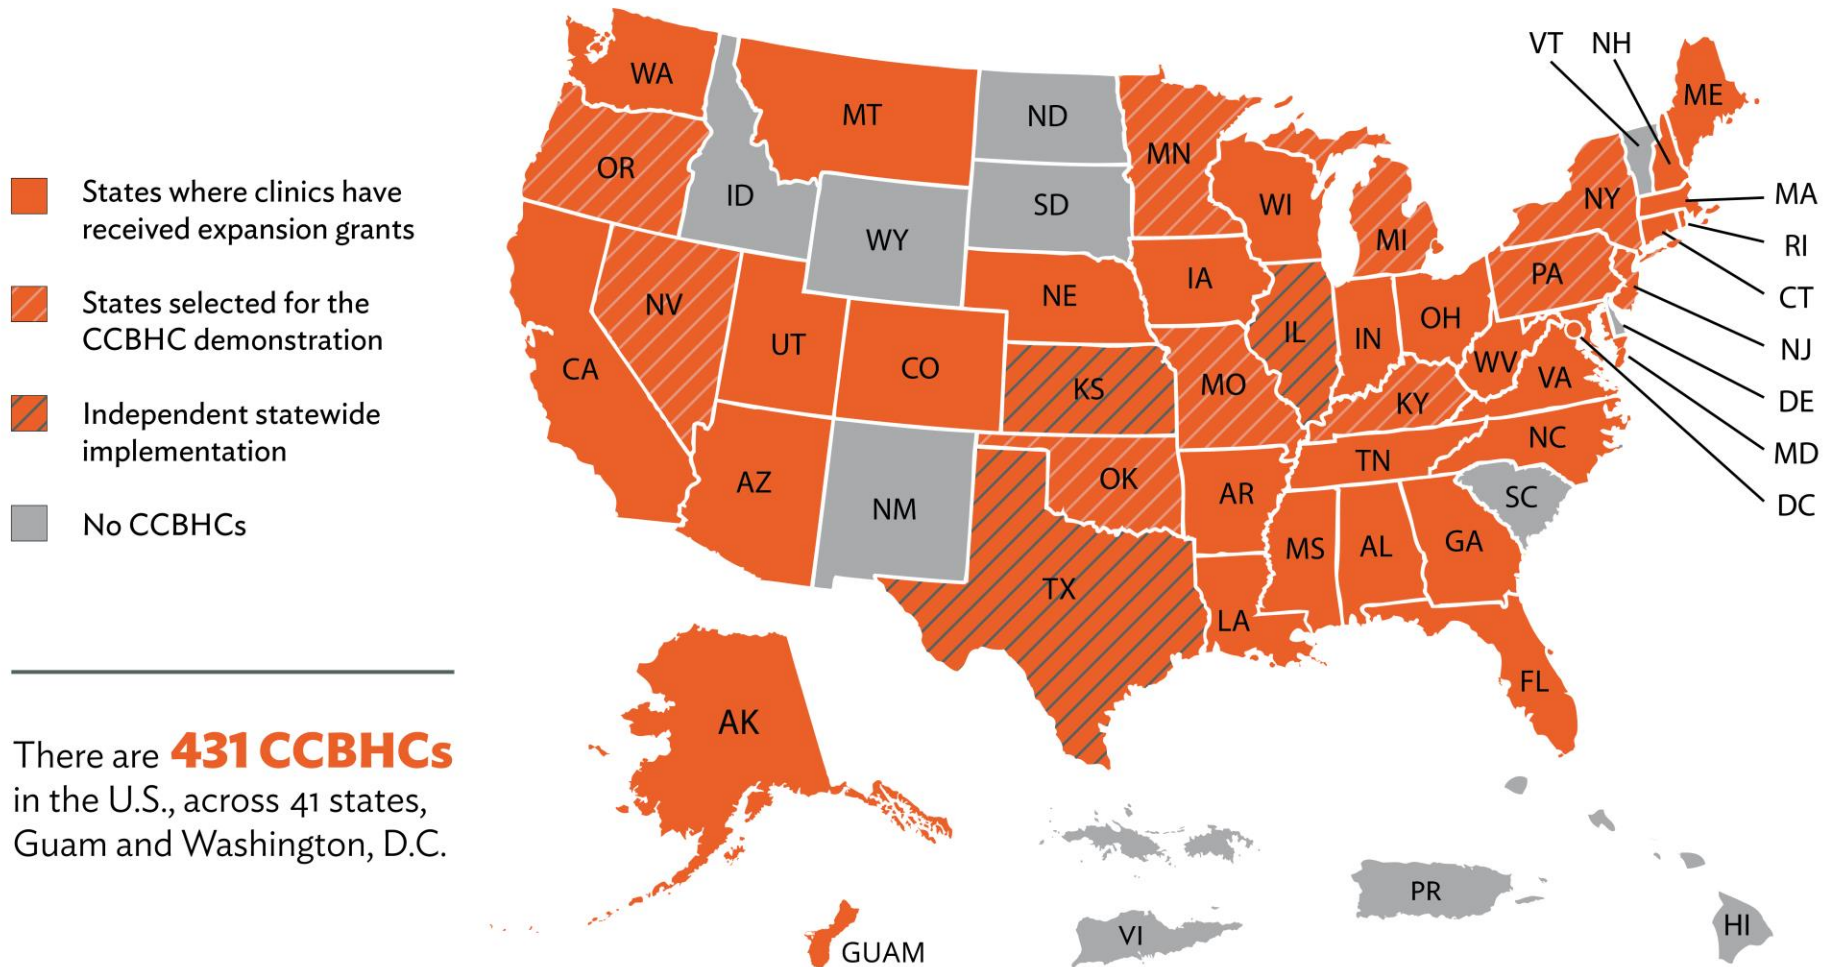 States where clinics have
received expansion grants
States selected for the
CCBHC demonstration
Independent statewide
implementation
No CCBHCs
There are 431 CCBHCs
in the U.S., across 41 states,
Guam and Washington, D.C.
WA
MT
ND
MN
OR
ID
SD
WI
MI
NY
ME
VT
NH
MA
RI
CT
NJ
DE
MD
DC
WY
NE
IA
PA
NV
UT
CO
CA
KS
MO
IL
IN
OH
WV
VA
KY
AZ
NM
OK
AR
TN
NC
SC
MS
AL
GA
TX
LA
FL
AK
GUAM
VI
PR
HI